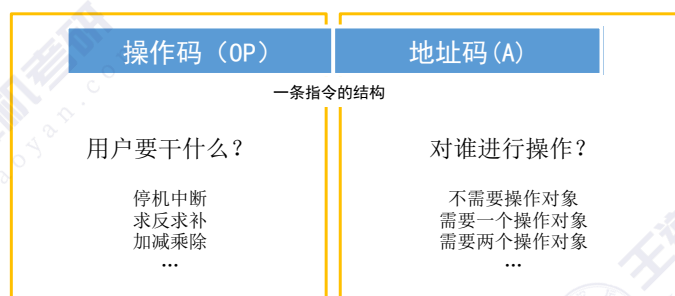 操作码（OP）
地址码(A)
一条指令的结构
用户要干什么？
对谁进行操作？
停机中断
求反求补
加减乘除
…
不需要操作对象
需要一个操作对象
需要两个操作对象
…